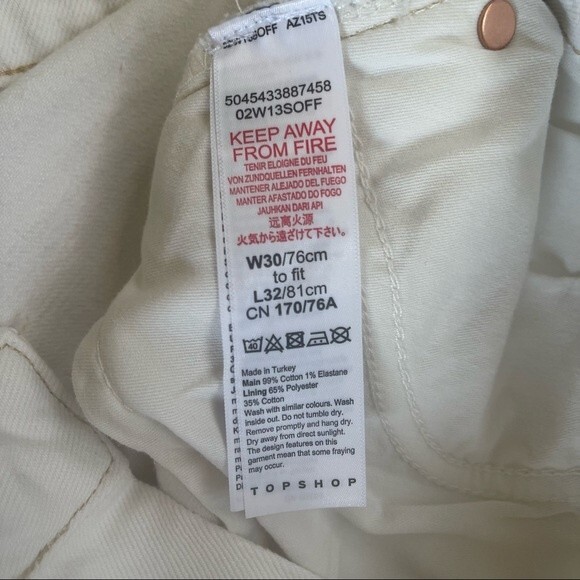 02W13SOFF AZ15TS
5045433887458
02W13SOFF
KEEP AWAY
FROM FIRE
TENIR ELOIGNE DU FEU
VON ZUNDQUELLEN FERNHALTEN
MANTENER ALEJADO DEL FUEGO
MANTER AFASTADO DO FOGO
JAUHKAN DARI API
远离火源
火気から遠ざけて下さい。
W30/76cm
to fit
L32/81cm
CN 170/76A
40
Made in Turkey
Main 99% Cotton 1% Elastane
Lining 65% Polyester
35% Cotton
Wash with similar colours. Wash
inside out. Do not tumble dry.
Remove promptly and hang dry.
Dry away from direct sunlight.
The design features on this
garment mean that some fraying
may occur.
TOPSHOP